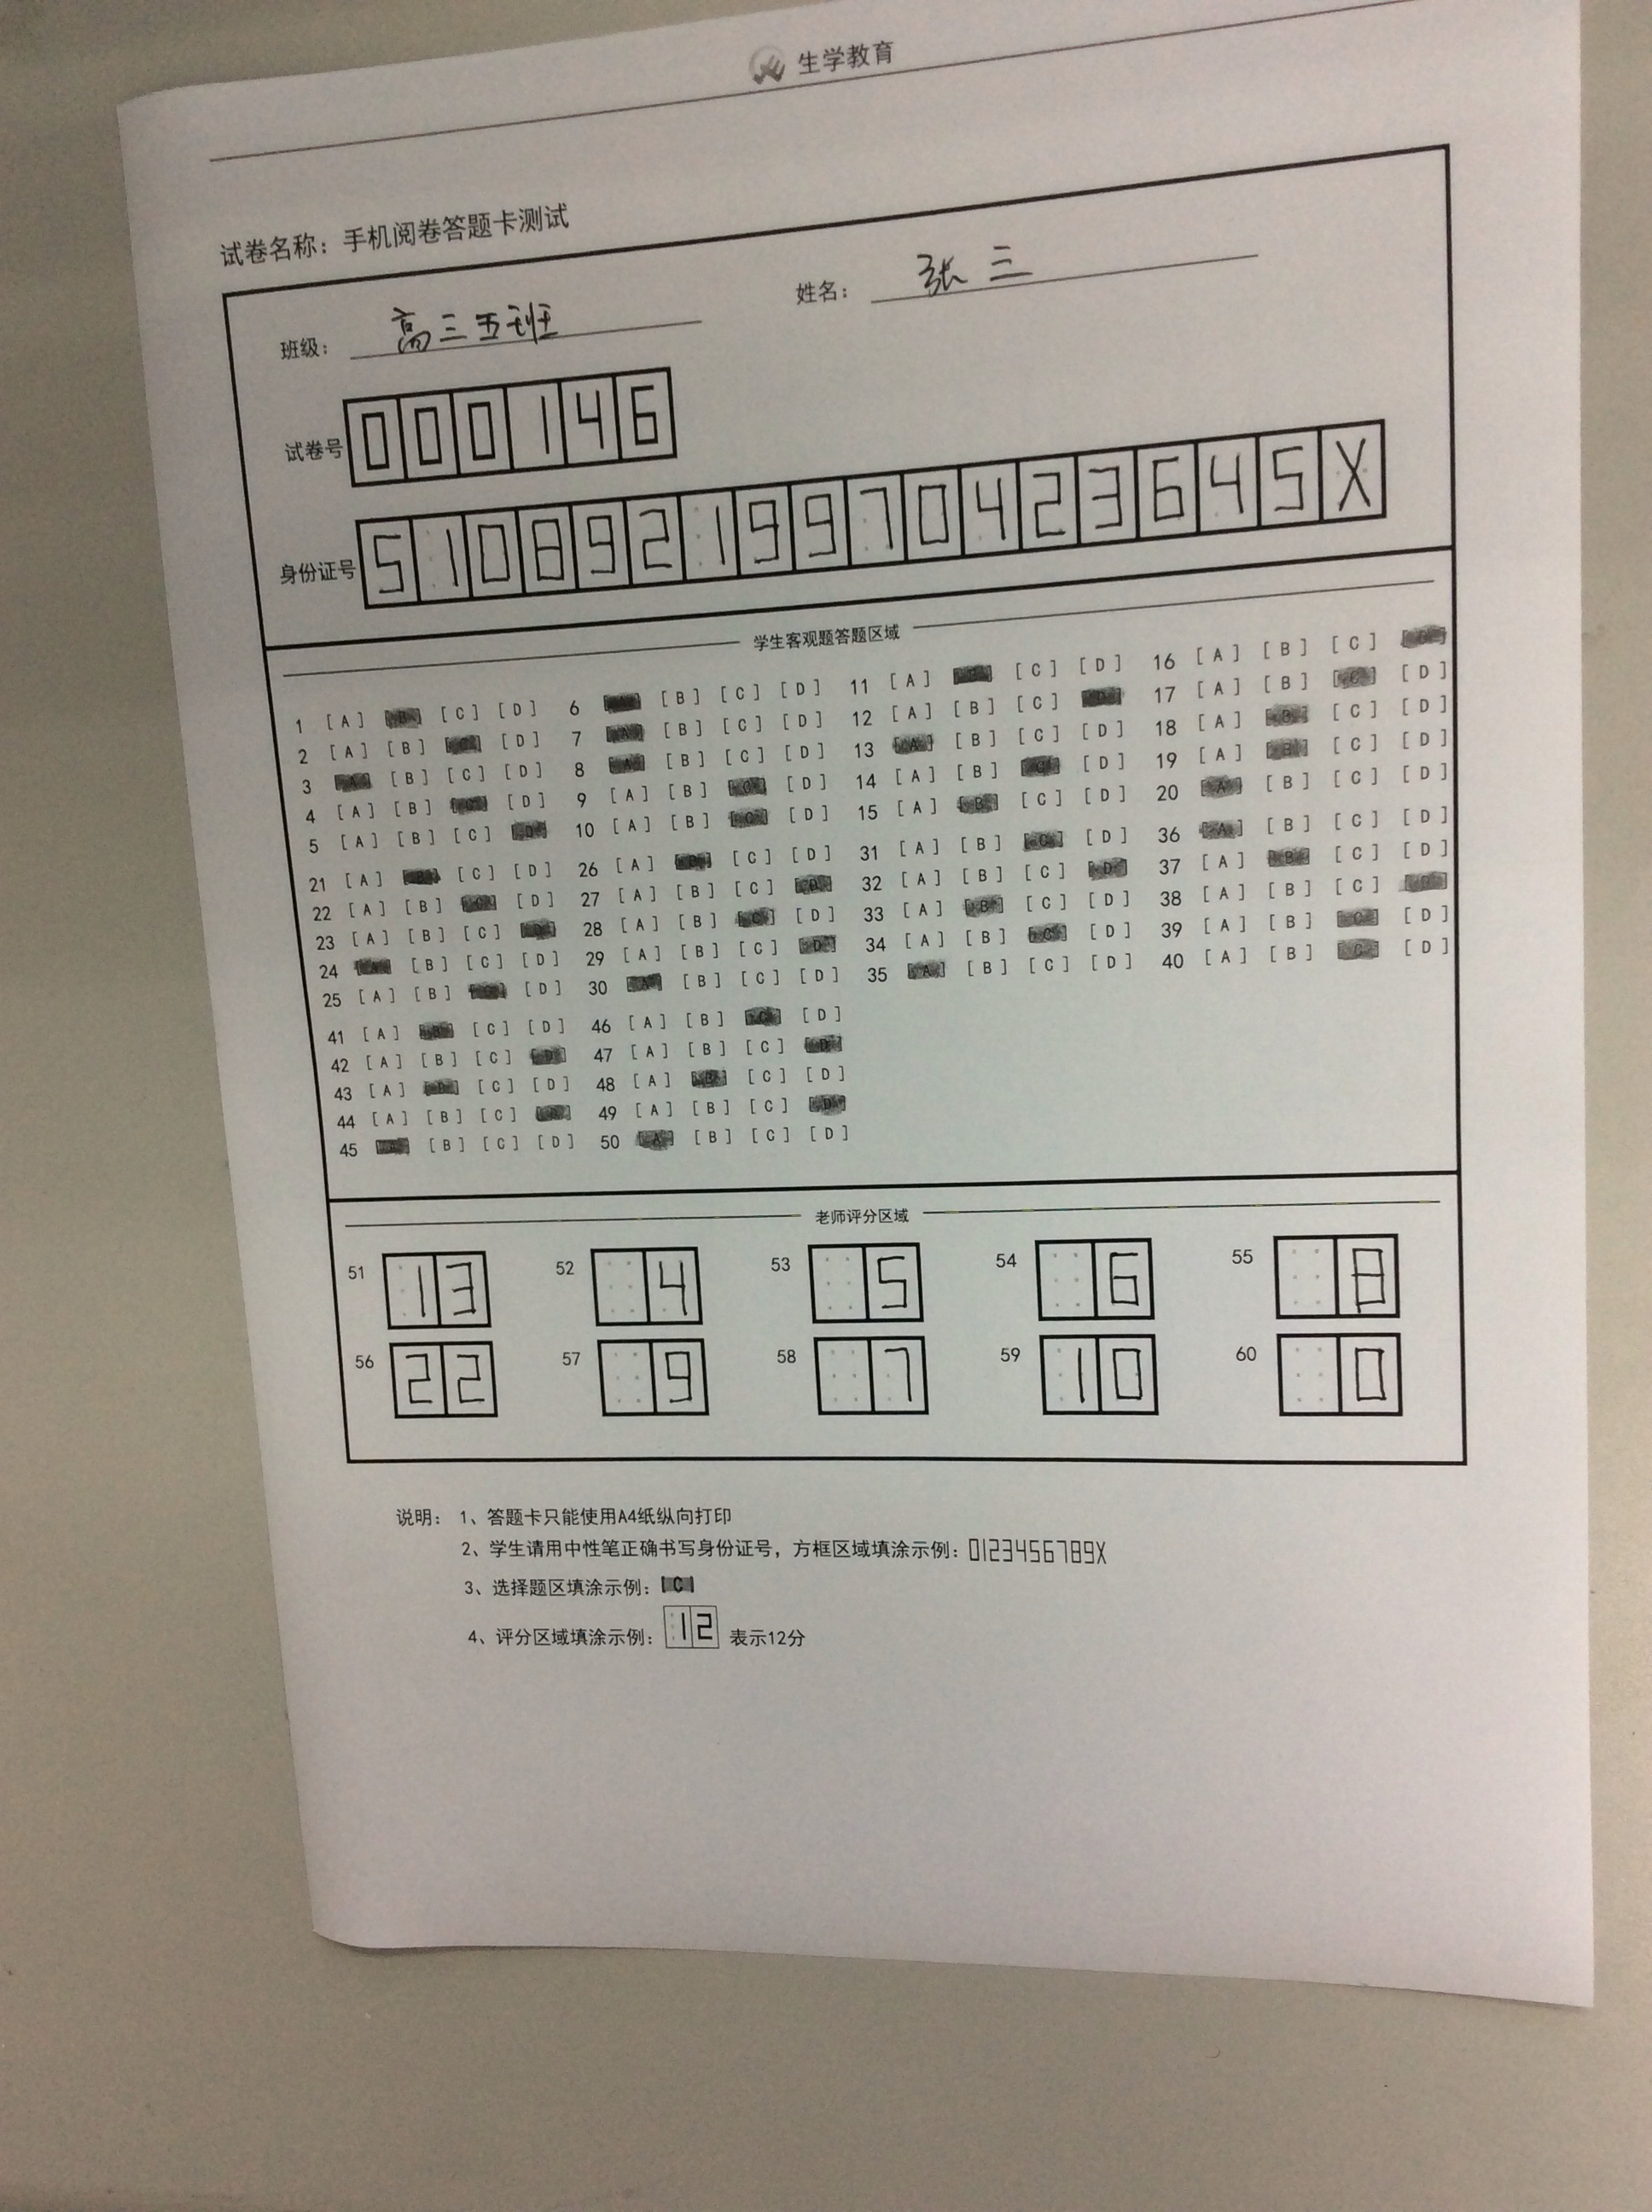 生学教育
试卷名称：手机阅卷答题卡测试
班级： 高三五班 姓名： 张三
试卷号 000146
身份证号 51089219970423645X
学生客观题答题区域
1 [A] [B] [C] [D] 6 [A] [B] [C] [D] 11 [A] [B] [C] [D] 16 [A] [B] [C] [D]
2 [A] [B] [C] [D] 7 [A] [B] [C] [D] 12 [A] [B] [C] [D] 17 [A] [B] [C] [D]
3 [A] [B] [C] [D] 8 [A] [B] [C] [D] 13 [A] [B] [C] [D] 18 [A] [B] [C] [D]
4 [A] [B] [C] [D] 9 [A] [B] [C] [D] 14 [A] [B] [C] [D] 19 [A] [B] [C] [D]
5 [A] [B] [C] [D] 10 [A] [B] [C] [D] 15 [A] [B] [C] [D] 20 [A] [B] [C] [D]
21 [A] [B] [C] [D] 26 [A] [B] [C] [D] 31 [A] [B] [C] [D] 36 [A] [B] [C] [D]
22 [A] [B] [C] [D] 27 [A] [B] [C] [D] 32 [A] [B] [C] [D] 37 [A] [B] [C] [D]
23 [A] [B] [C] [D] 28 [A] [B] [C] [D] 33 [A] [B] [C] [D] 38 [A] [B] [C] [D]
24 [A] [B] [C] [D] 29 [A] [B] [C] [D] 34 [A] [B] [C] [D] 39 [A] [B] [C] [D]
25 [A] [B] [C] [D] 30 [A] [B] [C] [D] 35 [A] [B] [C] [D] 40 [A] [B] [C] [D]
41 [A] [B] [C] [D] 46 [A] [B] [C] [D]
42 [A] [B] [C] [D] 47 [A] [B] [C] [D]
43 [A] [B] [C] [D] 48 [A] [B] [C] [D]
44 [A] [B] [C] [D] 49 [A] [B] [C] [D]
45 [A] [B] [C] [D] 50 [A] [B] [C] [D]
老师评分区域
51 13 52 4 53 5 54 6 55 8
56 22 57 9 58 7 59 10 60 0
说明： 1、答题卡只能使用A4纸纵向打印
2、学生请用中性笔正确书写身份证号，方框区域填涂示例：0123456789X
3、选择题区填涂示例：[C]
4、评分区域填涂示例：12 表示12分